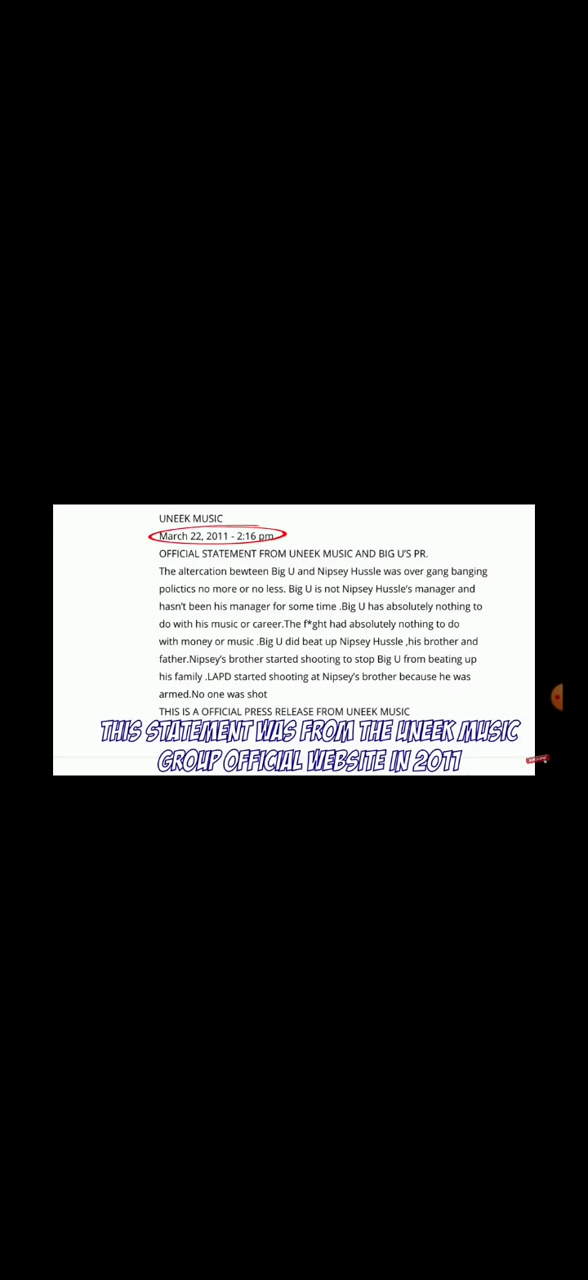 UNEEK MUSIC
March 22, 2011 - 2:16 pm
OFFICIAL STATEMENT FROM UNEEK MUSIC AND BIG U'S PR.
The altercation bewteen Big U and Nipsey Hussle was over gang banging
polictics no more or no less. Big U is not Nipsey Hussle's manager and
hasn't been his manager for some time .Big U has absolutely nothing to
do with his music or career.The f*ght had absolutely nothing to do
with money or music .Big U did beat up Nipsey Hussle ,his brother and
father.Nipsey's brother started shooting to stop Big U from beating up
his family .LAPD started shooting at Nipsey's brother because he was
armed.No one was shot
THIS IS A OFFICIAL PRESS RELEASE FROM UNEEK MUSIC
THIS STATEMENT WAS FROM THE UNEEK MUSIC
GROUP OFFICIAL WEBSITE IN 2011